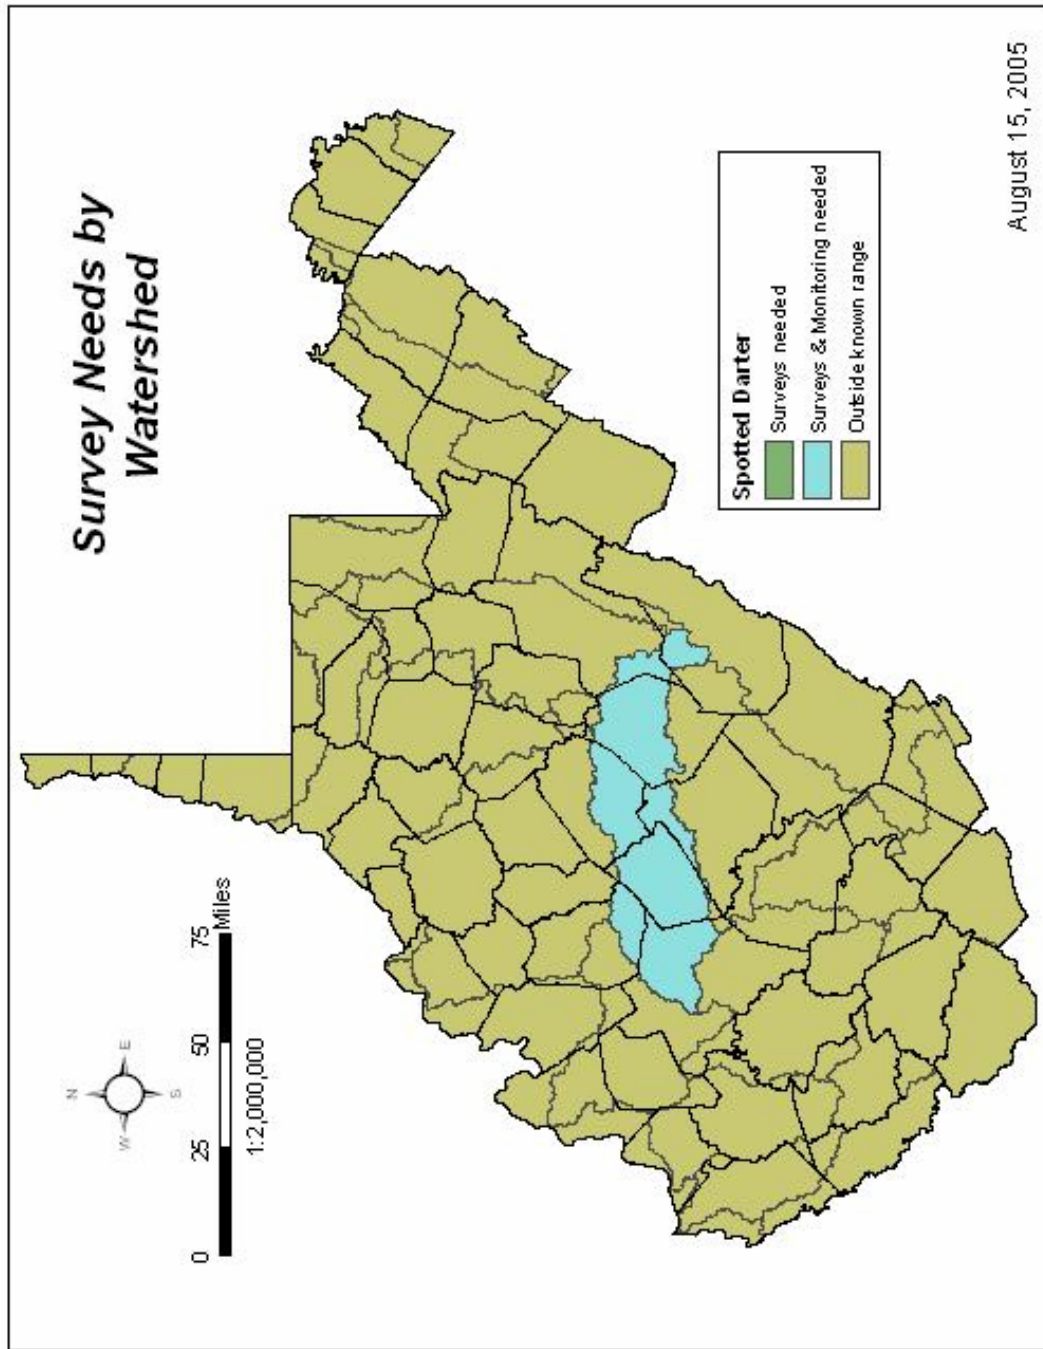 Survey Needs by
Watershed
N
W
E
S
0
25
50
75
Miles
1:2,000,000
Spotted Darter
Surveys needed
Surveys & Monitoring needed
Outside known range
August 15, 2005